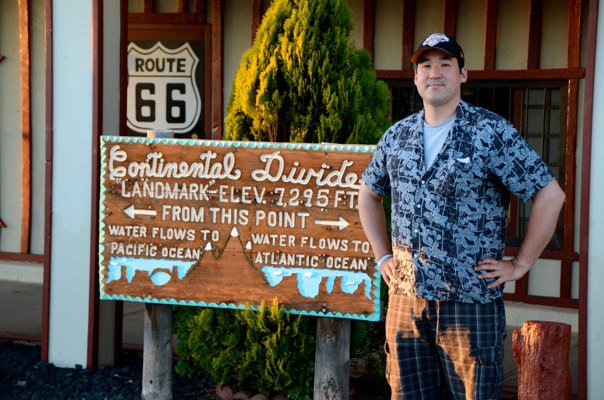 ROUTE
66
Continental Divide
LANDMARK-ELEV. 7,295 FT.
FROM THIS POINT
WATER FLOWS TO
PACIFIC OCEAN
WATER FLOWS TO
ATLANTIC OCEAN